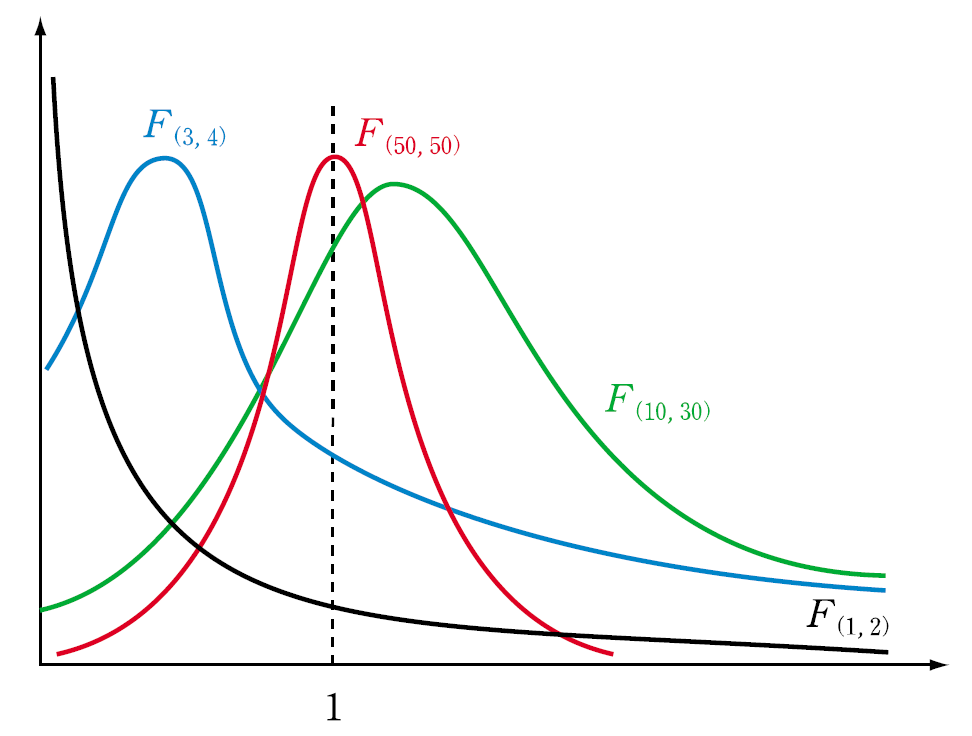 F(3, 4)
F(50, 50)
F(10, 30)
F(1, 2)
1